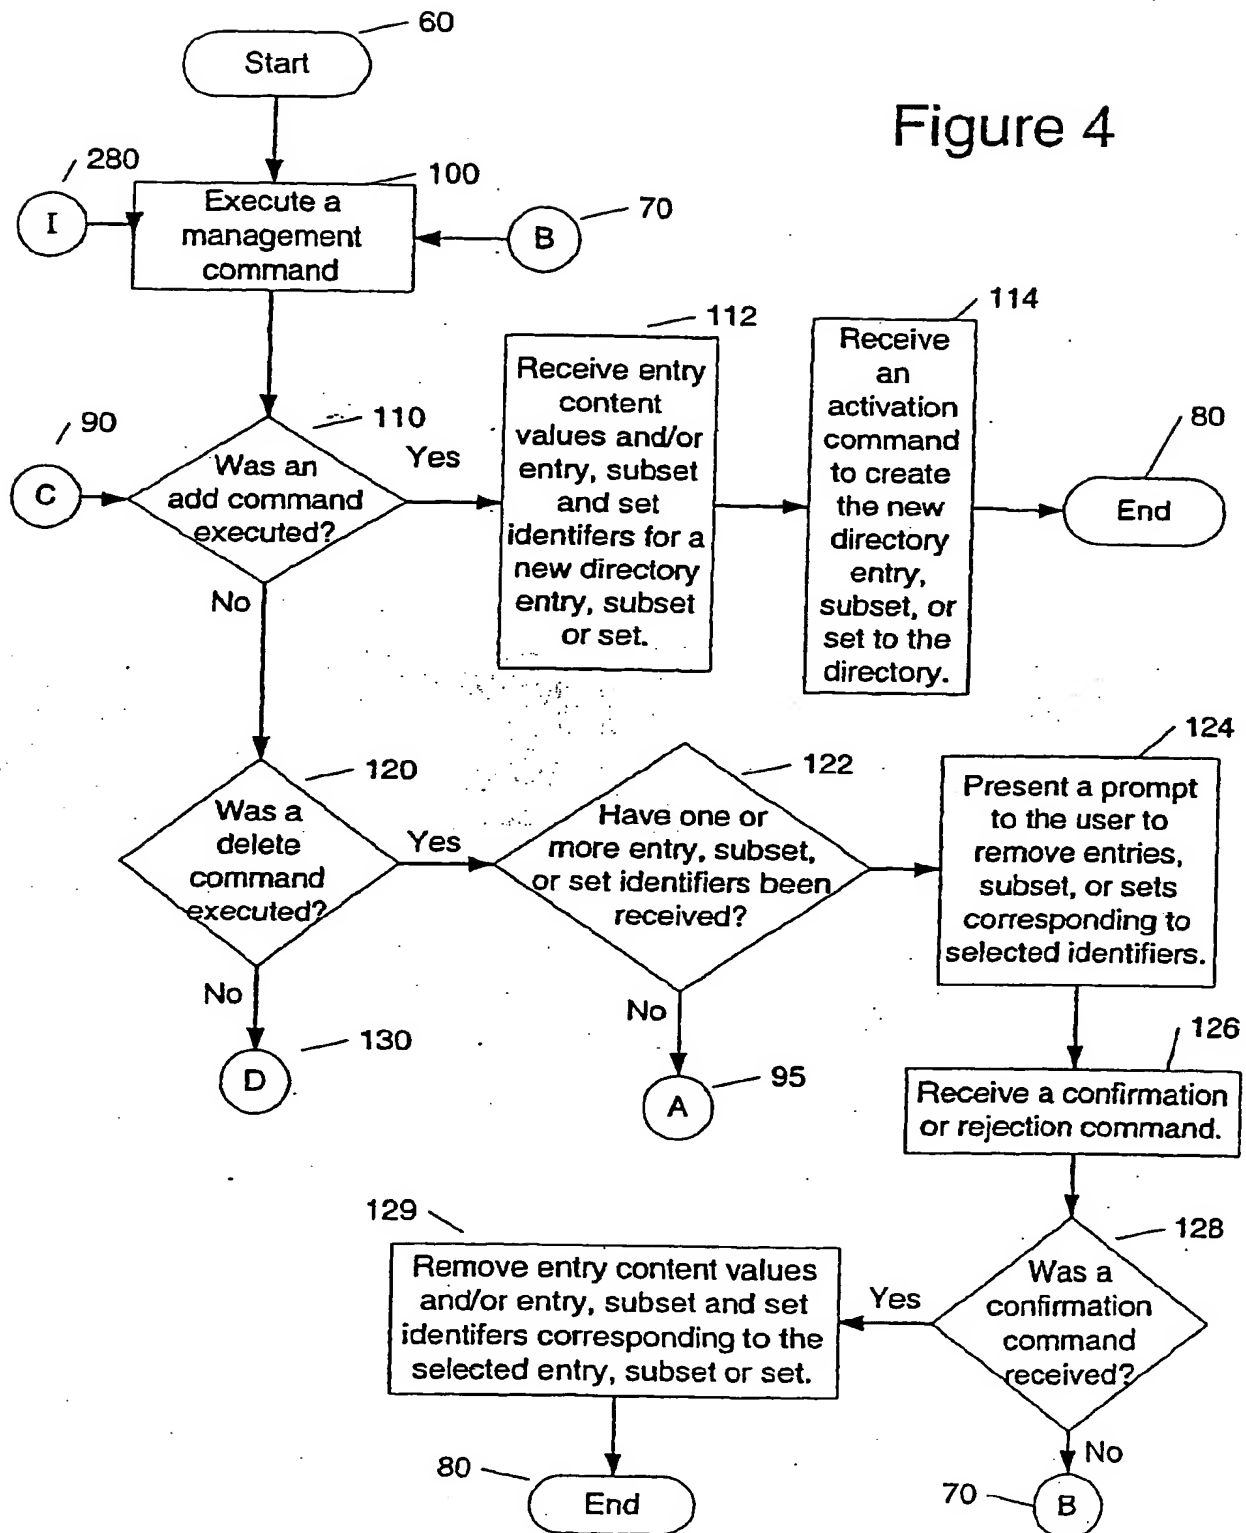 60
Start
Figure 4
280
100
I
Execute a
management
command
70
B
112
114
Receive entry
content
values and/or
entry, subset
and set
identifers for a
new directory
entry, subset
or set.
Receive
an
activation
command
to create
the new
directory
entry,
subset, or
set to the
directory.
90
C
110
Was an
add command
executed?
Yes
80
End
No
120
Was a
delete
command
executed?
Yes
122
Have one or
more entry, subset,
or set identifiers been
received?
124
Present a prompt
to the user to
remove entries,
subset, or sets
corresponding to
selected identifiers.
No
130
D
No
95
A
126
Receive a confirmation
or rejection command.
129
Remove entry content values
and/or entry, subset and set
identifers corresponding to the
selected entry, subset or set.
Yes
128
Was a
confirmation
command
received?
80
End
No
70
B